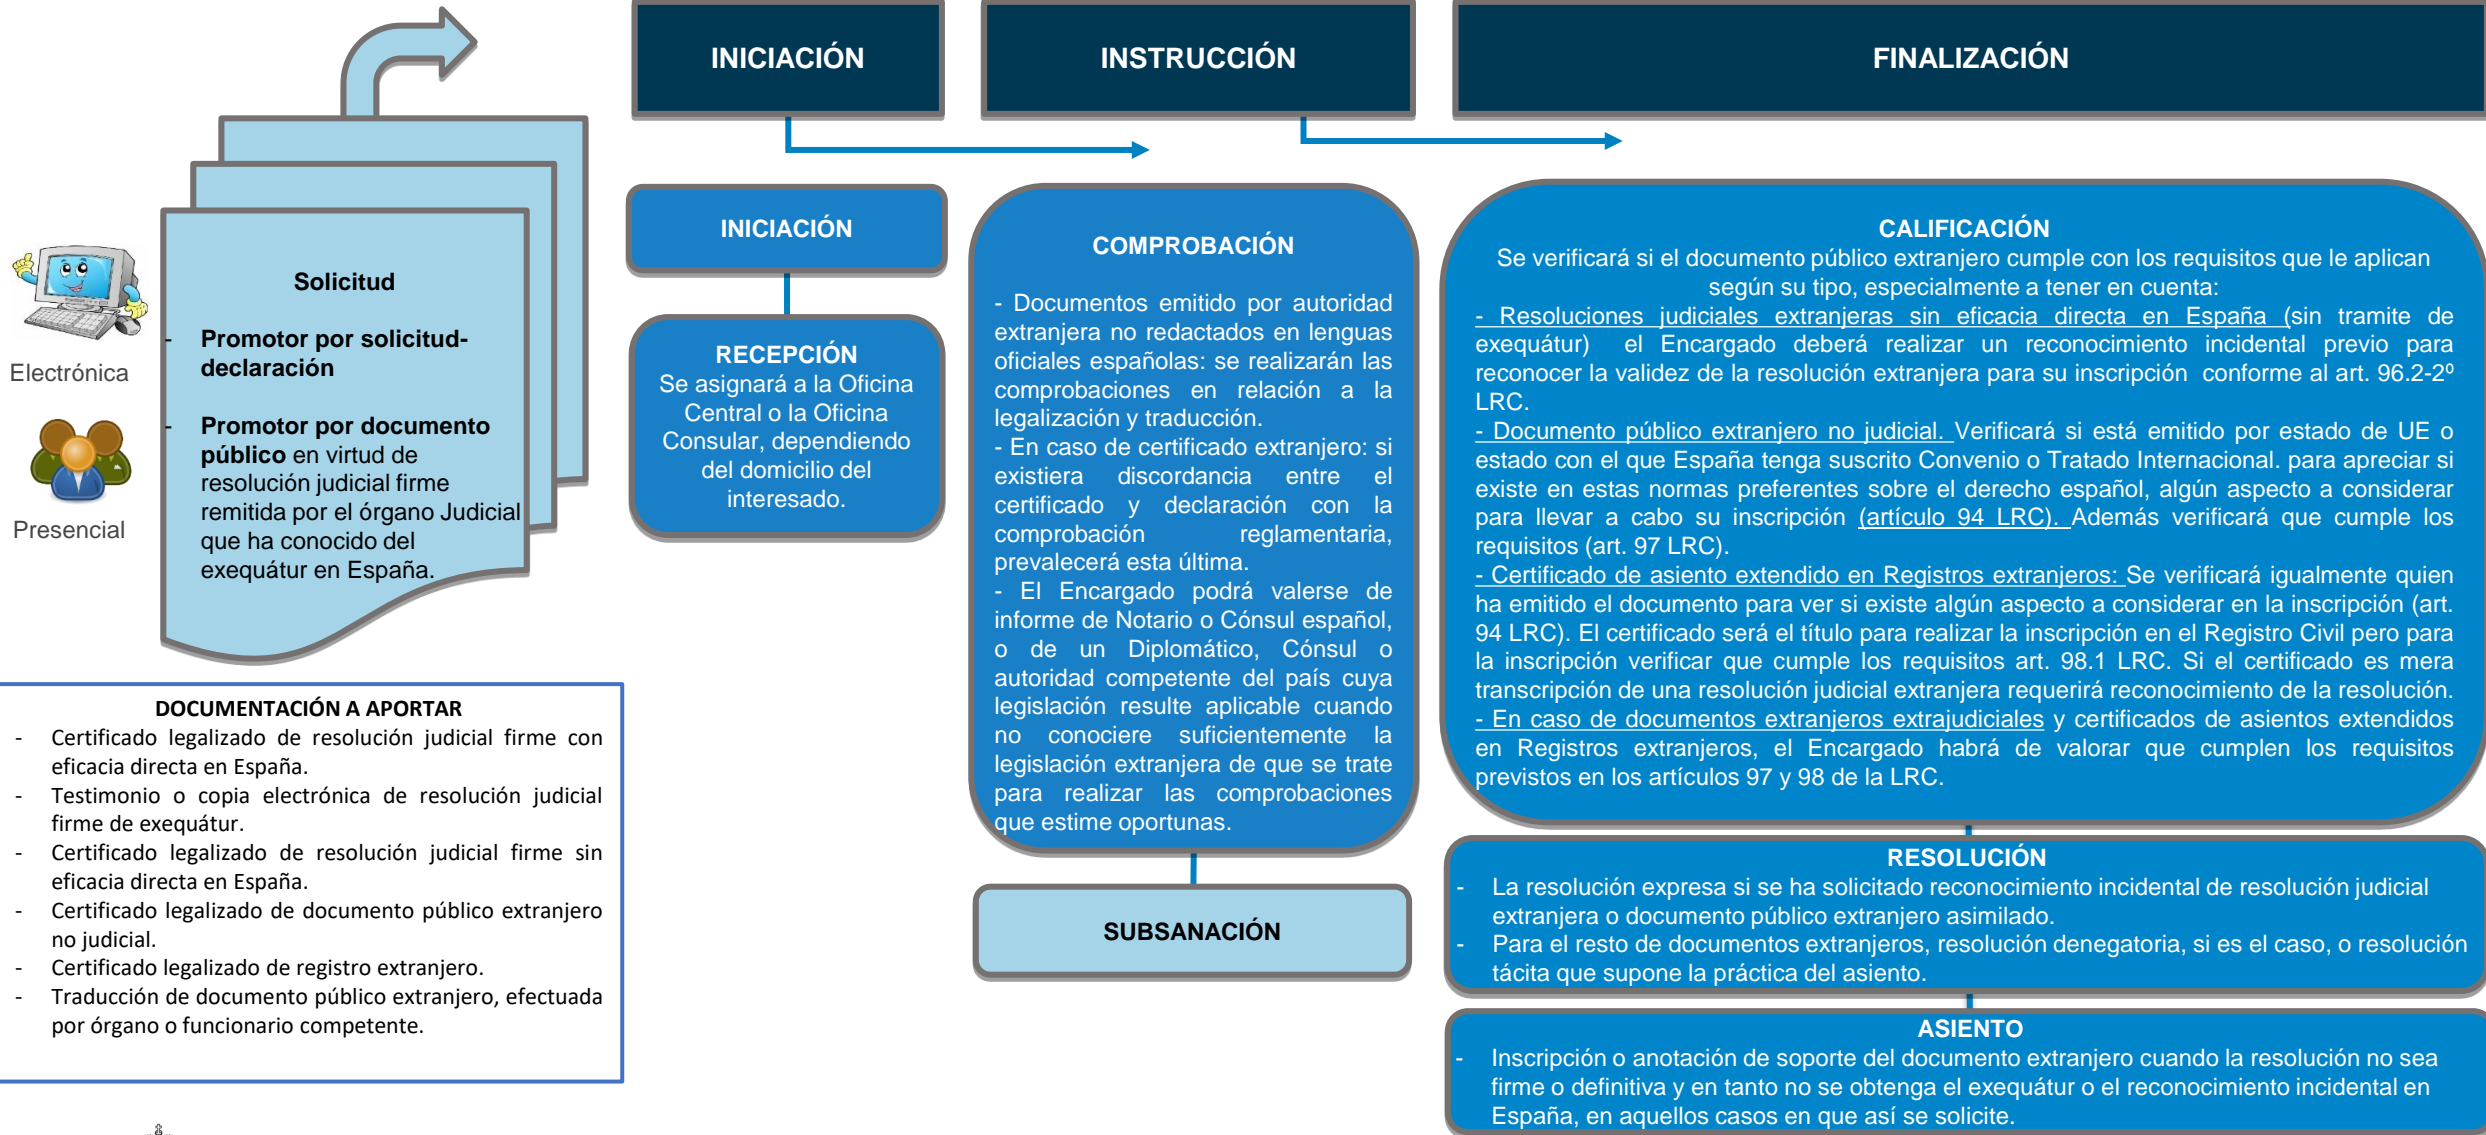 INICIACIÓN
INSTRUCCIÓN
FINALIZACIÓN
Electrónica
Presencial
Solicitud
- Promotor por solicitud-
declaración
- Promotor por documento
público en virtud de
resolución judicial firme
remitida por el órgano Judicial
que ha conocido del
exequátur en España.
DOCUMENTACIÓN A APORTAR
- Certificado legalizado de resolución judicial firme con
eficacia directa en España.
- Testimonio o copia electrónica de resolución judicial
firme de exequátur.
- Certificado legalizado de resolución judicial firme sin
eficacia directa en España.
- Certificado legalizado de documento público extranjero
no judicial.
- Certificado legalizado de registro extranjero.
- Traducción de documento público extranjero, efectuada
por órgano o funcionario competente.
INICIACIÓN
RECEPCIÓN
Se asignará a la Oficina
Central o la Oficina
Consular, dependiendo
del domicilio del
interesado.
COMPROBACIÓN
- Documentos emitido por autoridad
extranjera no redactados en lenguas
oficiales españolas: se realizarán las
comprobaciones en relación a la
legalización y traducción.
- En caso de certificado extranjero: si
existiera discordancia entre el
certificado y declaración con la
comprobación reglamentaria,
prevalecerá esta última.
- El Encargado podrá valerse de
informe de Notario o Cónsul español,
o de un Diplomático, Cónsul o
autoridad competente del país cuya
legislación resulte aplicable cuando
no conociere suficientemente la
legislación extranjera de que se trate
para realizar las comprobaciones
que estime oportunas.
SUBSANACIÓN
CALIFICACIÓN
Se verificará si el documento público extranjero cumple con los requisitos que le aplican
según su tipo, especialmente a tener en cuenta:
- Resoluciones judiciales extranjeras sin eficacia directa en España (sin tramite de
exequátur) el Encargado deberá realizar un reconocimiento incidental previo para
reconocer la validez de la resolución extranjera para su inscripción conforme al art. 96.2-2º
LRC.
- Documento público extranjero no judicial. Verificará si está emitido por estado de UE o
estado con el que España tenga suscrito Convenio o Tratado Internacional. para apreciar si
existe en estas normas preferentes sobre el derecho español, algún aspecto a considerar
para llevar a cabo su inscripción (artículo 94 LRC). Además verificará que cumple los
requisitos (art. 97 LRC).
- Certificado de asiento extendido en Registros extranjeros: Se verificará igualmente quien
ha emitido el documento para ver si existe algún aspecto a considerar en la inscripción (art.
94 LRC). El certificado será el título para realizar la inscripción en el Registro Civil pero para
la inscripción verificar que cumple los requisitos art. 98.1 LRC. Si el certificado es mera
transcripción de una resolución judicial extranjera requerirá reconocimiento de la resolución.
- En caso de documentos extranjeros extrajudiciales y certificados de asientos extendidos
en Registros extranjeros, el Encargado habrá de valorar que cumplen los requisitos
previstos en los artículos 97 y 98 de la LRC.
RESOLUCIÓN
- La resolución expresa si se ha solicitado reconocimiento incidental de resolución judicial
extranjera o documento público extranjero asimilado.
- Para el resto de documentos extranjeros, resolución denegatoria, si es el caso, o resolución
tácita que supone la práctica del asiento.
ASIENTO
- Inscripción o anotación de soporte del documento extranjero cuando la resolución no sea
firme o definitiva y en tanto no se obtenga el exequátur o el reconocimiento incidental en
España, en aquellos casos en que así se solicite.